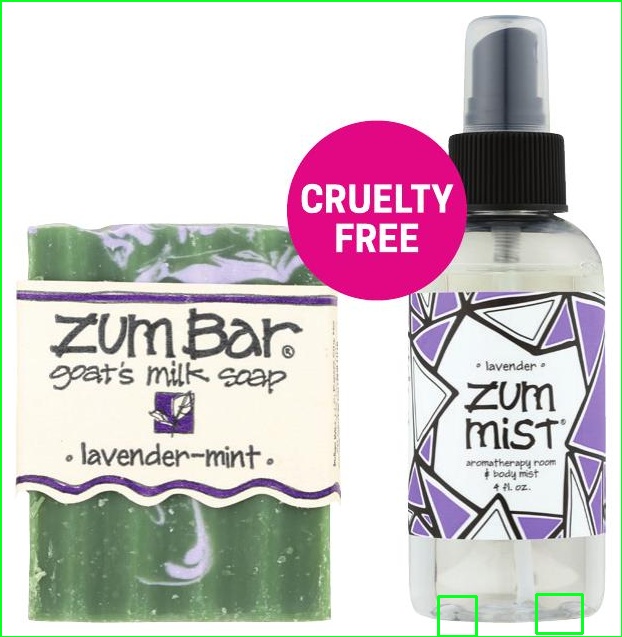 CRUELTY
FREE
zum Bar®
goat's milk soap
• lavender-mint •
• lavender •
zum
mist®
aromatherapy room
& body mist
4 fl. oz.